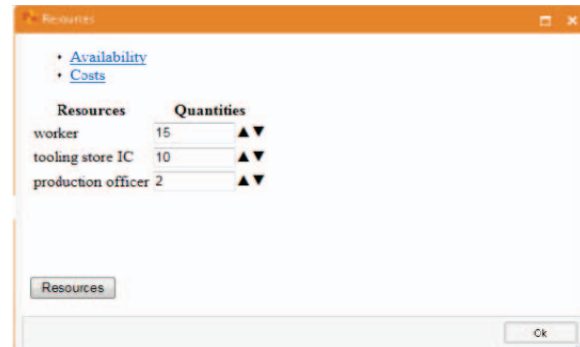 Resources
Availability
Costs
Resources Quantities
worker 15
tooling store IC 10
production officer 2
Resources
Ok